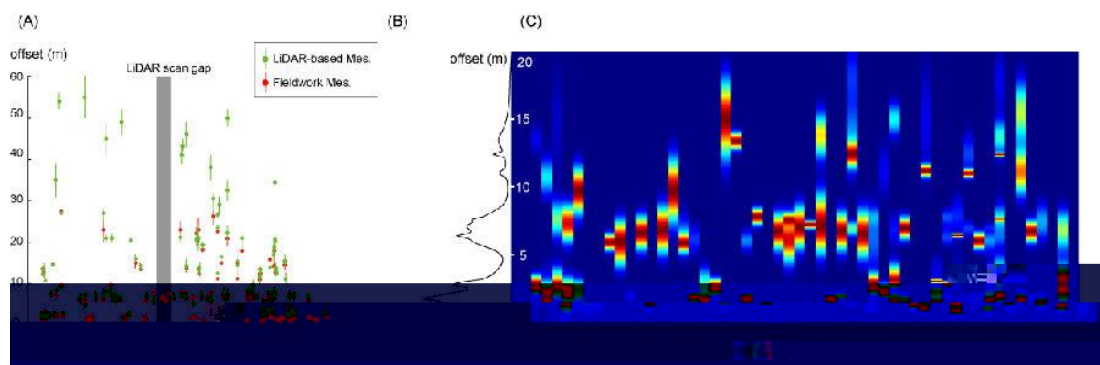 (A)
(B)
(C)
offset (m)
LiDAR scan gap
LiDAR-based Mes.
Fieldwork Mes.
60
50
40
30
20
10
0
offset (m)
20
15
10
5